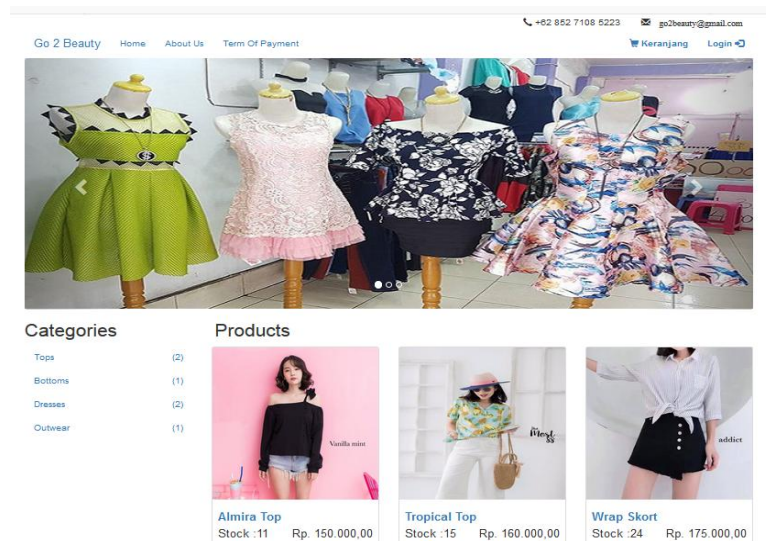 +62 852 7108 5223 go2beauty@gmail.com
Go 2 Beauty Home About Us Term Of Payment Keranjang Login
Categories
Tops (2)
Bottoms (1)
Dresses (2)
Outwear (1)
Products
Vanilla mint
Almira Top
Stock :11 Rp. 150.000,00
Most
Tropical Top
Stock :15 Rp. 160.000,00
addict
Wrap Skort
Stock :24 Rp. 175.000,00